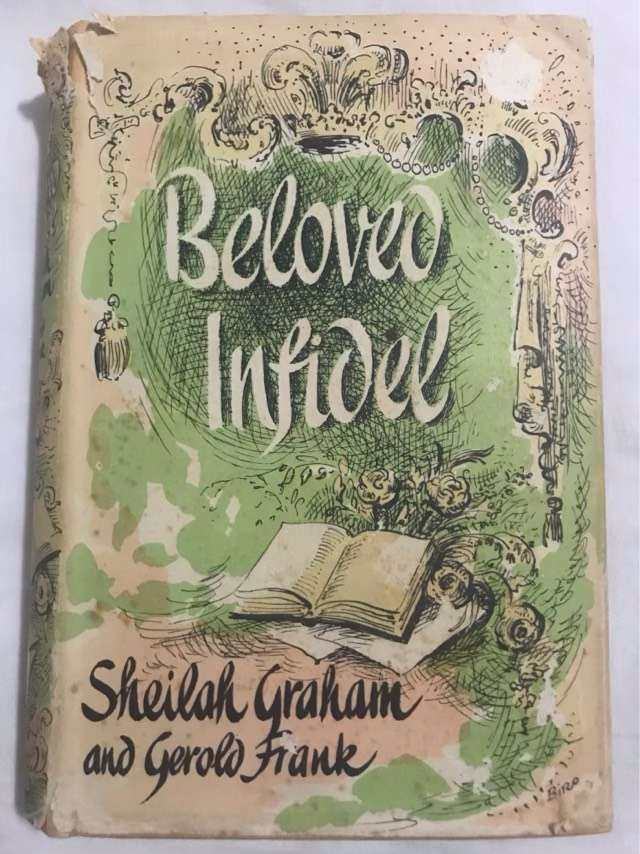 Beloved
Infidel
Sheilah Graham
and Gerold Frank
BIRO